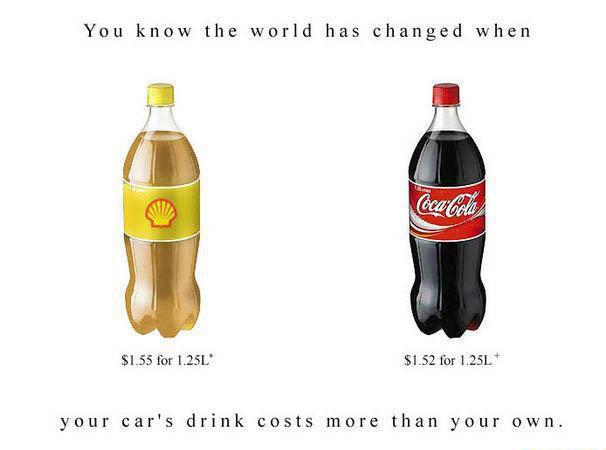 You know the world has changed when
Coca-Cola
$1.55 for 1.25L*
$1.52 for 1.25L+
your car's drink costs more than your own.